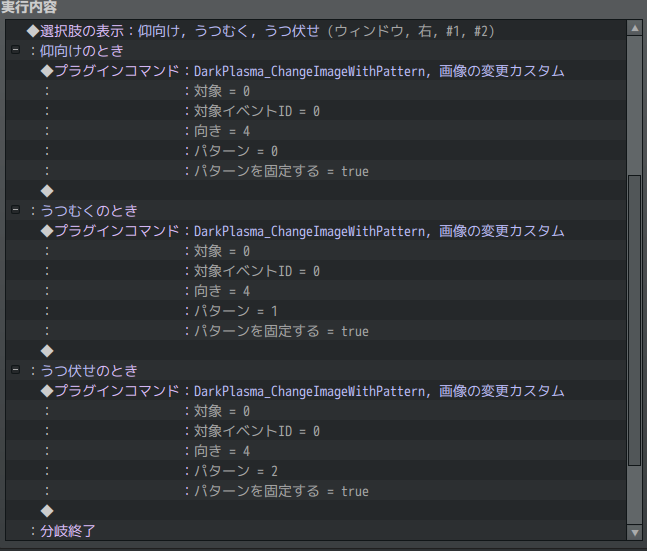 実行内容
◆選択肢の表示：仰向け, うつむく, うつ伏せ (ウィンドウ, 右, #1, #2)
：仰向けのとき
◆プラグインコマンド：DarkPlasma_ChangeImageWithPattern, 画像の変更カスタム
：　　　　　　　　　：対象 = 0
：　　　　　　　　　：対象イベントID = 0
：　　　　　　　　　：向き = 4
：　　　　　　　　　：パターン = 0
：　　　　　　　　　：パターンを固定する = true
◆
：うつむくのとき
◆プラグインコマンド：DarkPlasma_ChangeImageWithPattern, 画像の変更カスタム
：　　　　　　　　　：対象 = 0
：　　　　　　　　　：対象イベントID = 0
：　　　　　　　　　：向き = 4
：　　　　　　　　　：パターン = 1
：　　　　　　　　　：パターンを固定する = true
◆
：うつ伏せのとき
◆プラグインコマンド：DarkPlasma_ChangeImageWithPattern, 画像の変更カスタム
：　　　　　　　　　：対象 = 0
：　　　　　　　　　：対象イベントID = 0
：　　　　　　　　　：向き = 4
：　　　　　　　　　：パターン = 2
：　　　　　　　　　：パターンを固定する = true
◆
：分岐終了